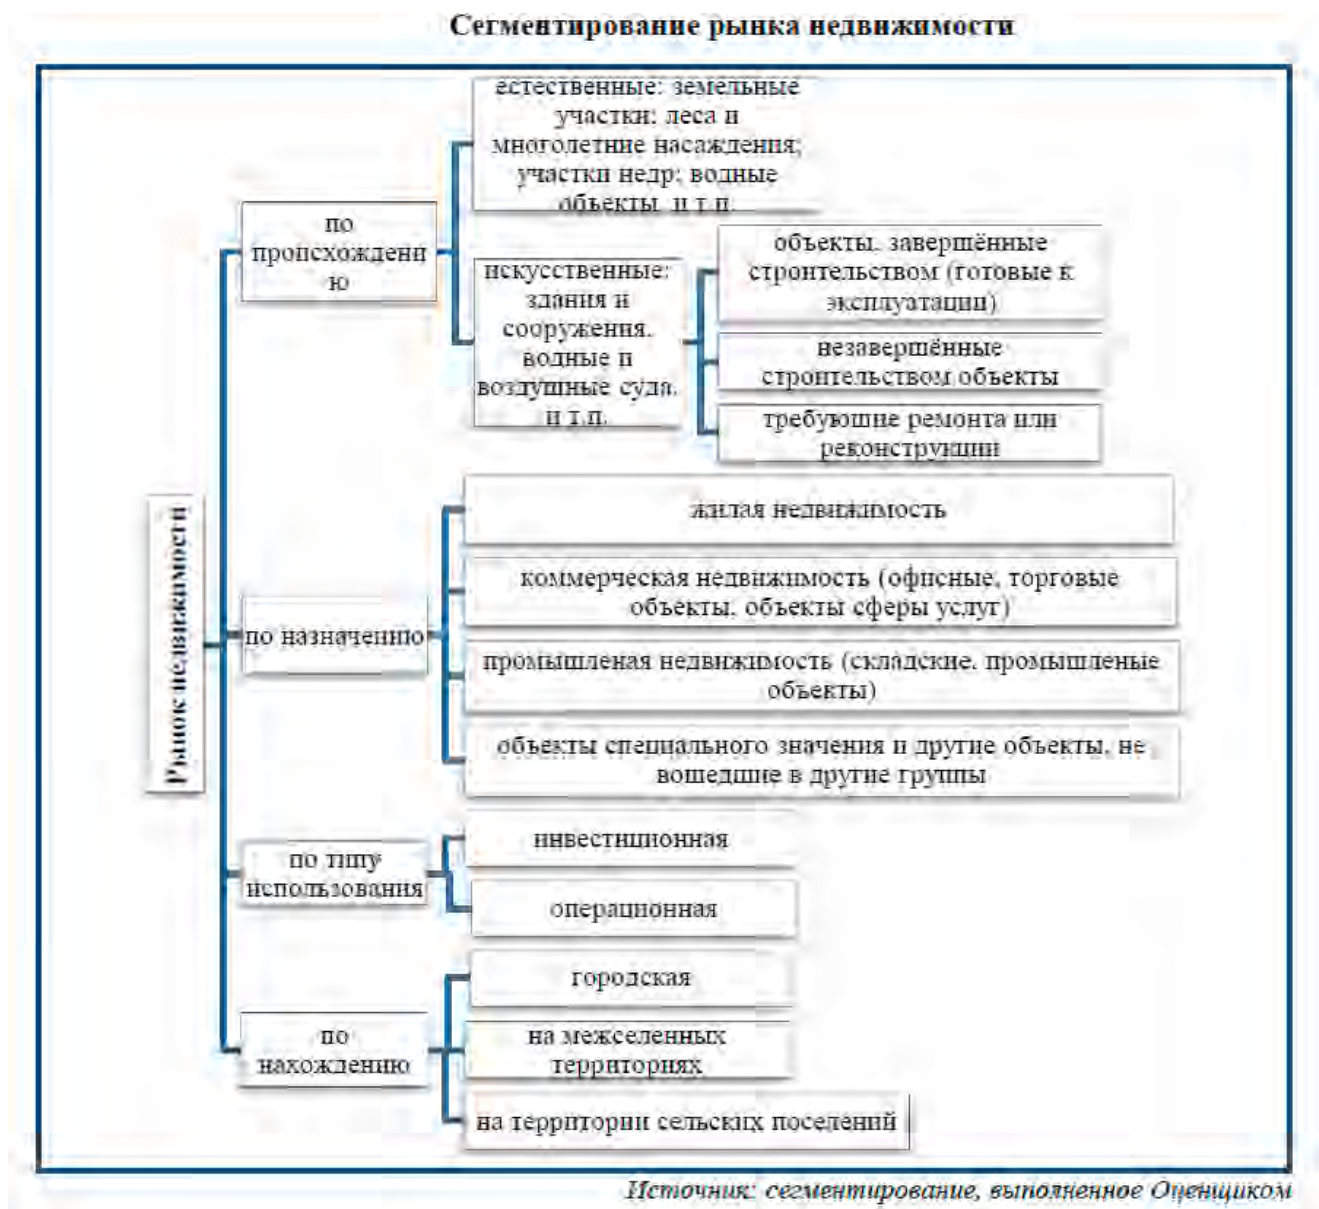 Сегментирование рынка недвижимости
Рынок недвижимости
по
происхождени
ю
естественные: земельные
участки; леса и
многолетние насаждения;
участки недр; водные
объекты, и т.п.
искусственные:
здания и
сооружения,
водные и
воздушные суда,
и т.п.
объекты, завершённые
строительством (готовые к
эксплуатации)
незавершённые
строительством объекты
требующие ремонта или
реконструкции
по назначению
жилая недвижимость
коммерческая недвижимость (офисные, торговые
объекты, объекты сферы услуг)
промышленая недвижимость (складские, промышленые
объекты)
объекты специального значения и другие объекты, не
вошедшие в другие группы
по типу
использования
инвестиционная
операционная
по
нахождению
городская
на межселенных
территориях
на территории сельских поселений
Источник: сегментирование, выполненное Оценщиком